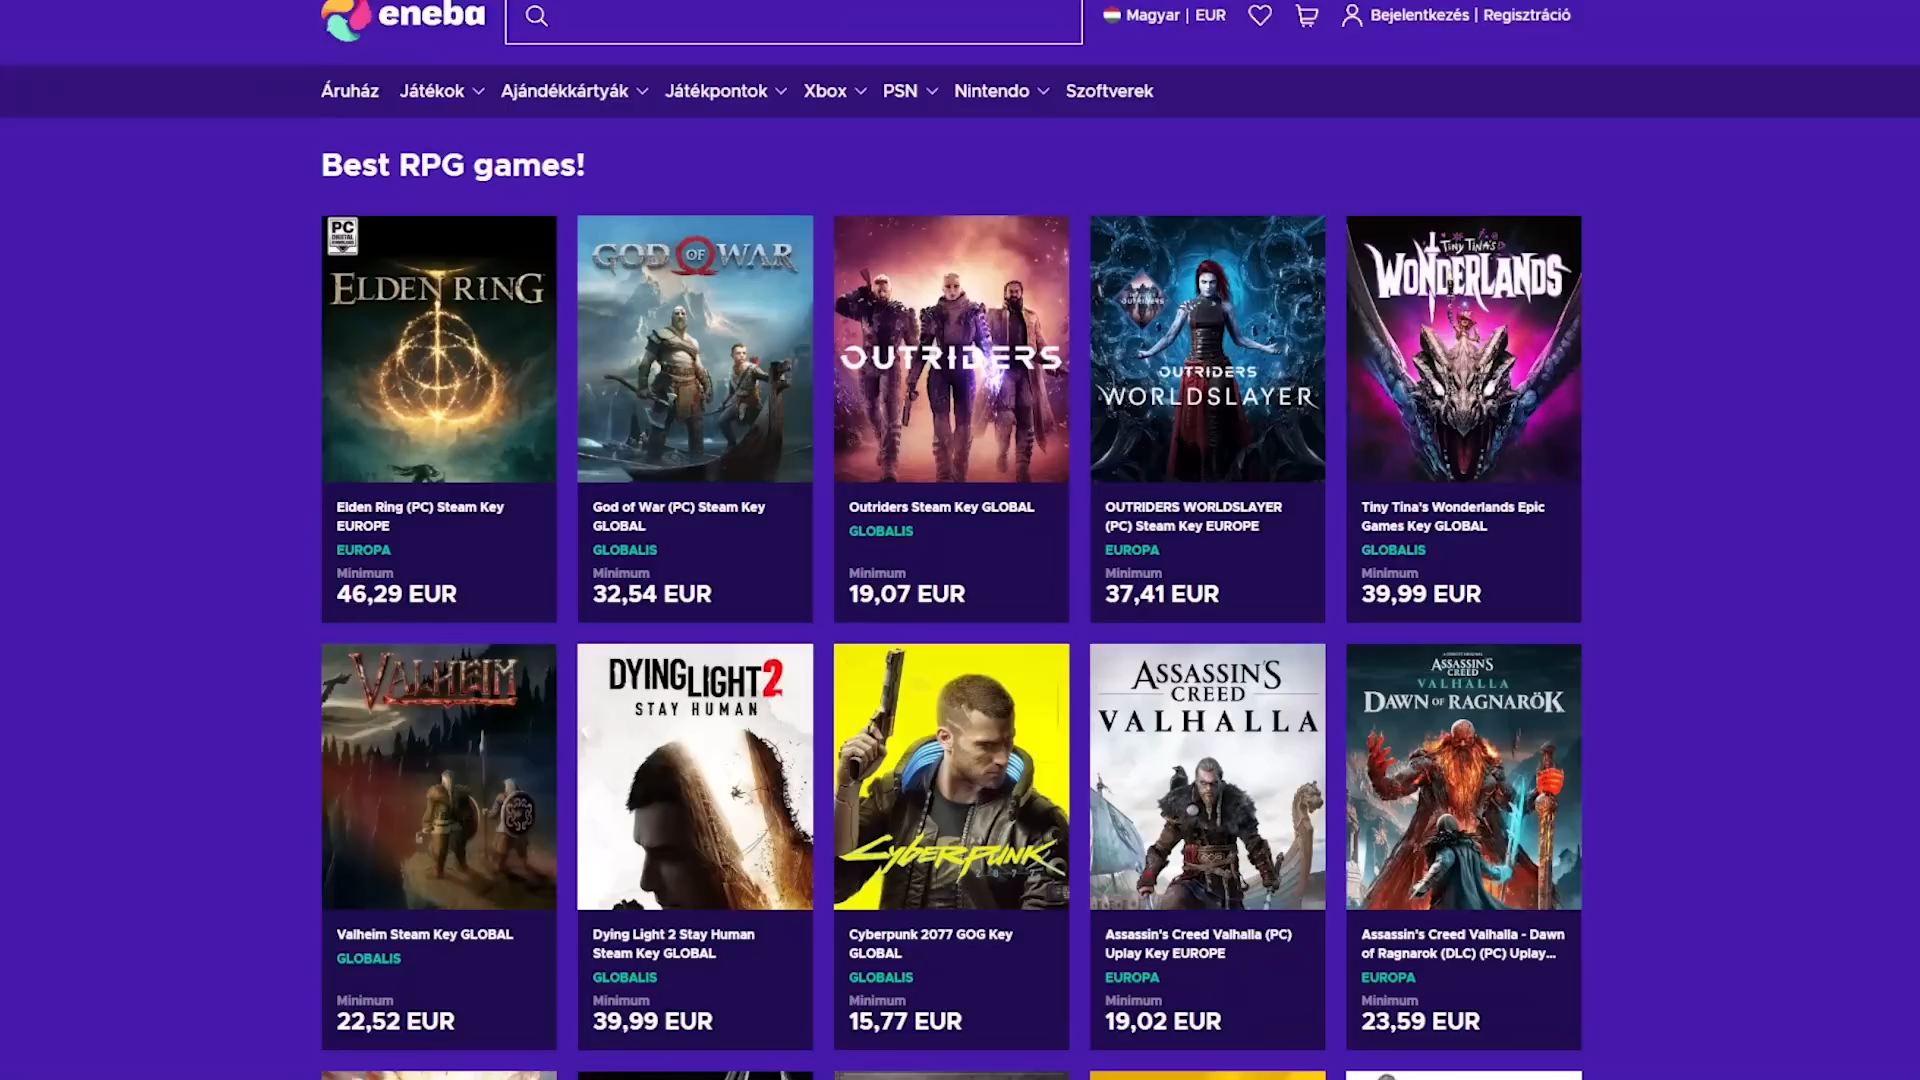 eneba
Magyar | EUR
Bejelentkezés | Regisztráció
Áruház Játékok Ajándékkártyák Játékpontok Xbox PSN Nintendo Szoftverek
Best RPG games!
PC
DIGITAL
DOWNLOAD
ELDEN RING
GOD OF WAR
OUTRIDERS
OUTRIDERS
WORLDSLAYER
TINY TINA'S
WONDERLANDS
Elden Ring (PC) Steam Key
EUROPE
EUROPA
Minimum
46,29 EUR
God of War (PC) Steam Key
GLOBAL
GLOBALIS
Minimum
32,54 EUR
Outriders Steam Key GLOBAL
GLOBALIS
Minimum
19,07 EUR
OUTRIDERS WORLDSLAYER
(PC) Steam Key EUROPE
EUROPA
Minimum
37,41 EUR
Tiny Tina's Wonderlands Epic
Games Key GLOBAL
GLOBALIS
Minimum
39,99 EUR
VALHEIM
DYING LIGHT 2
STAY HUMAN
CYBERPUNK
2077
ASSASSIN'S
CREED
VALHALLA
ASSASSIN'S
CREED
VALHALLA
DAWN OF RAGNARÖK
Valheim Steam Key GLOBAL
GLOBALIS
Minimum
22,52 EUR
Dying Light 2 Stay Human
Steam Key GLOBAL
GLOBALIS
Minimum
39,99 EUR
Cyberpunk 2077 GOG Key
GLOBAL
GLOBALIS
Minimum
15,77 EUR
Assassin's Creed Valhalla (PC)
Uplay Key EUROPE
EUROPA
Minimum
19,02 EUR
Assassin's Creed Valhalla - Dawn
of Ragnarok (DLC) (PC) Uplay...
EUROPA
Minimum
23,59 EUR